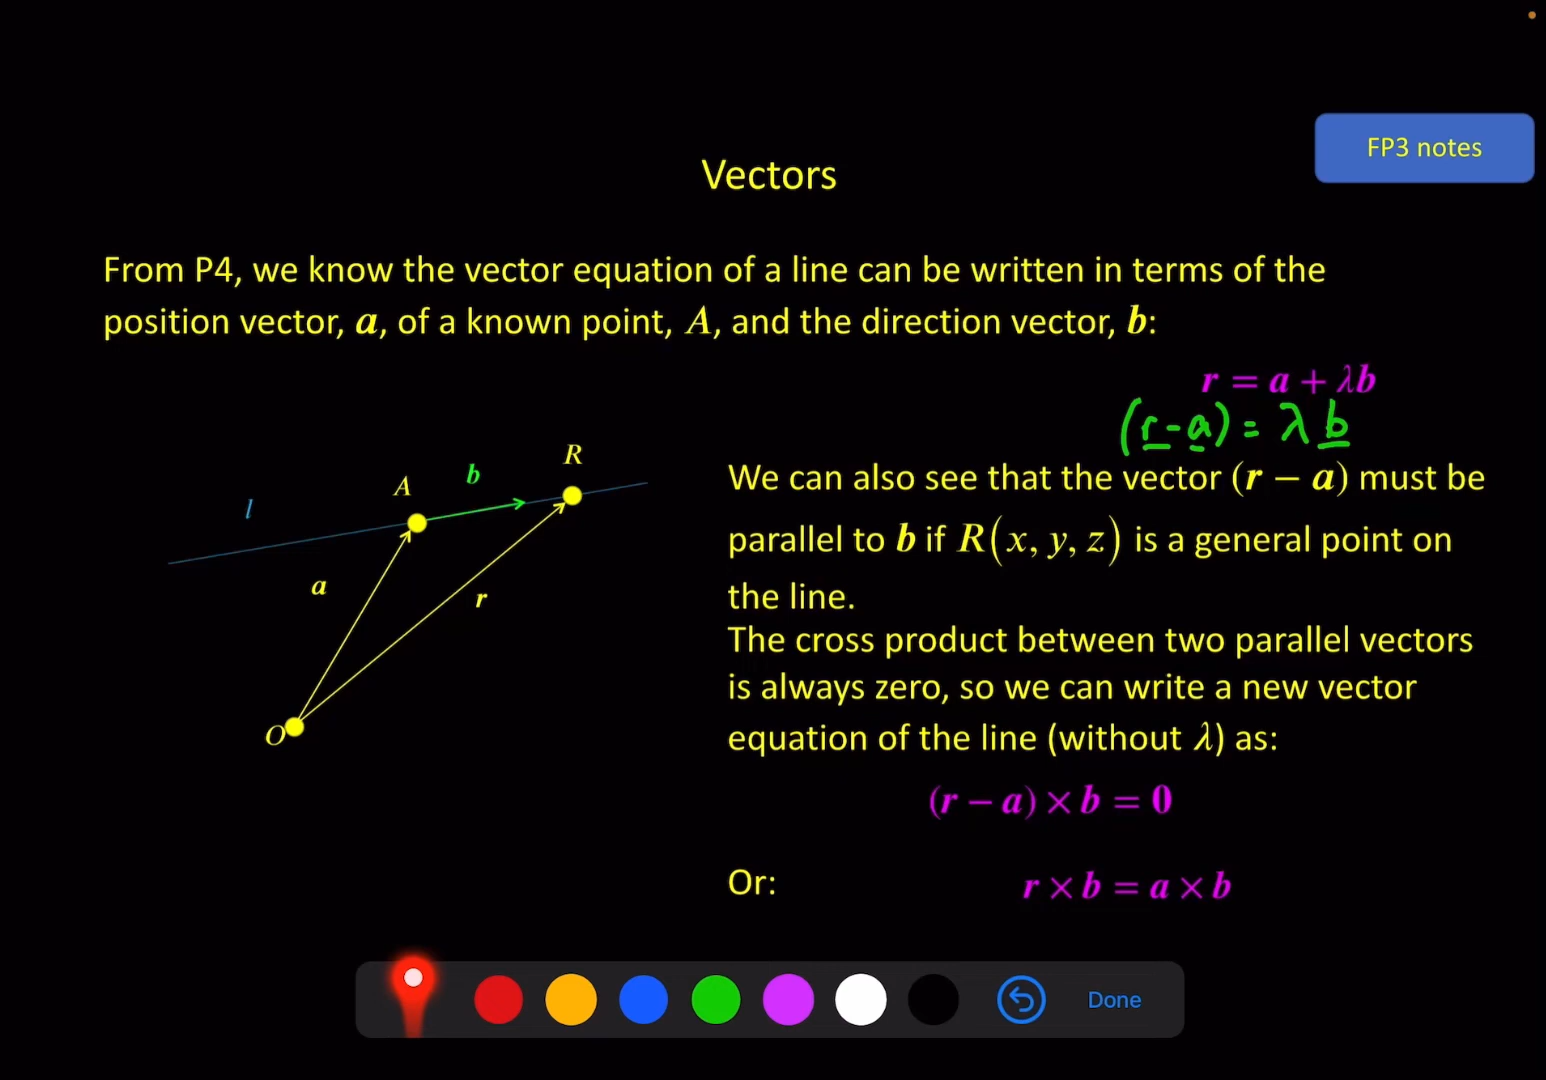 FP3 notes
Vectors
From P4, we know the vector equation of a line can be written in terms of the
position vector, a, of a known point, A, and the direction vector, b:
r = a + λb
(r - a) = λ b
R
b
A
l
a
r
O
We can also see that the vector (r − a) must be
parallel to b if R(x, y, z) is a general point on
the line.
The cross product between two parallel vectors
is always zero, so we can write a new vector
equation of the line (without λ) as:
(r − a) × b = 0
Or:
r × b = a × b
Done